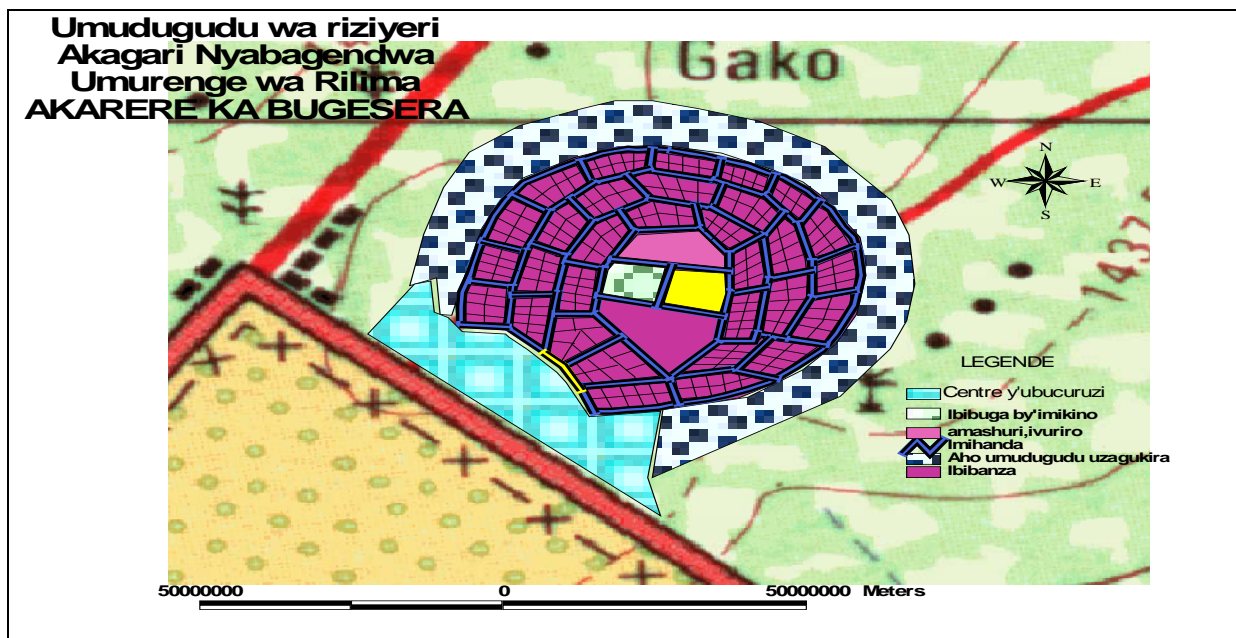 Umudugudu wa riziyeri
Akagari Nyabagendwa
Umurenge wa Rilima
AKARERE KA BUGESERA
Gako
N
W E
S
LEGENDE
Centre y'ubucuruzi
Ibibuga by'imikino
amashuri,ivuriro
Imihanda
Aho umudugudu uzagukira
Ibibanza
50000000 0 50000000 Meters